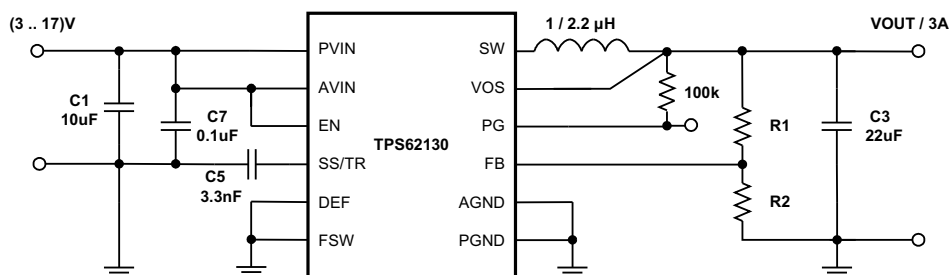 (3 .. 17)V
1 / 2.2 µH
VOUT / 3A
PVIN
SW
AVIN
VOS
100k
C1
10uF
C7
0.1uF
EN
TPS62130
PG
R1
C3
22uF
SS/TR
FB
C5
3.3nF
DEF
AGND
R2
FSW
PGND